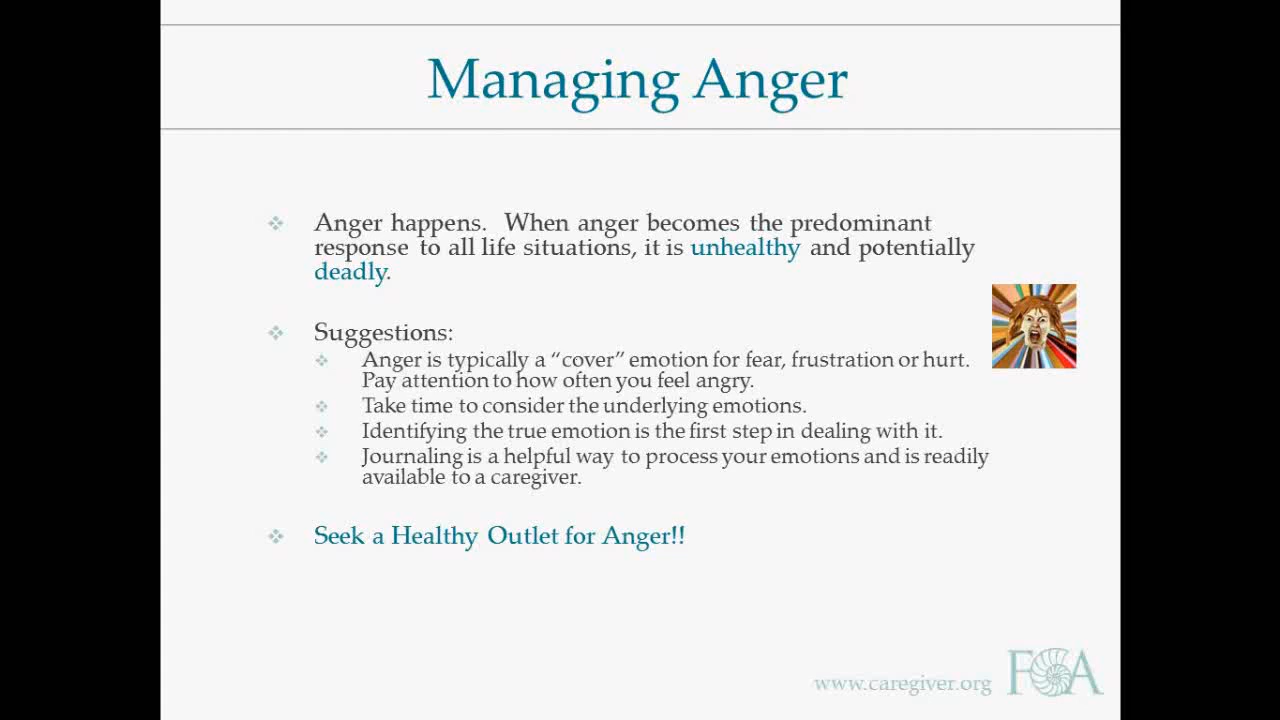 Managing Anger
Anger happens.  When anger becomes the predominant
response to all life situations, it is unhealthy and potentially
deadly.
Suggestions:
Anger is typically a “cover” emotion for fear, frustration or hurt.
Pay attention to how often you feel angry.
Take time to consider the underlying emotions.
Identifying the true emotion is the first step in dealing with it.
Journaling is a helpful way to process your emotions and is readily
available to a caregiver.
Seek a Healthy Outlet for Anger!!
www.caregiver.org FCA